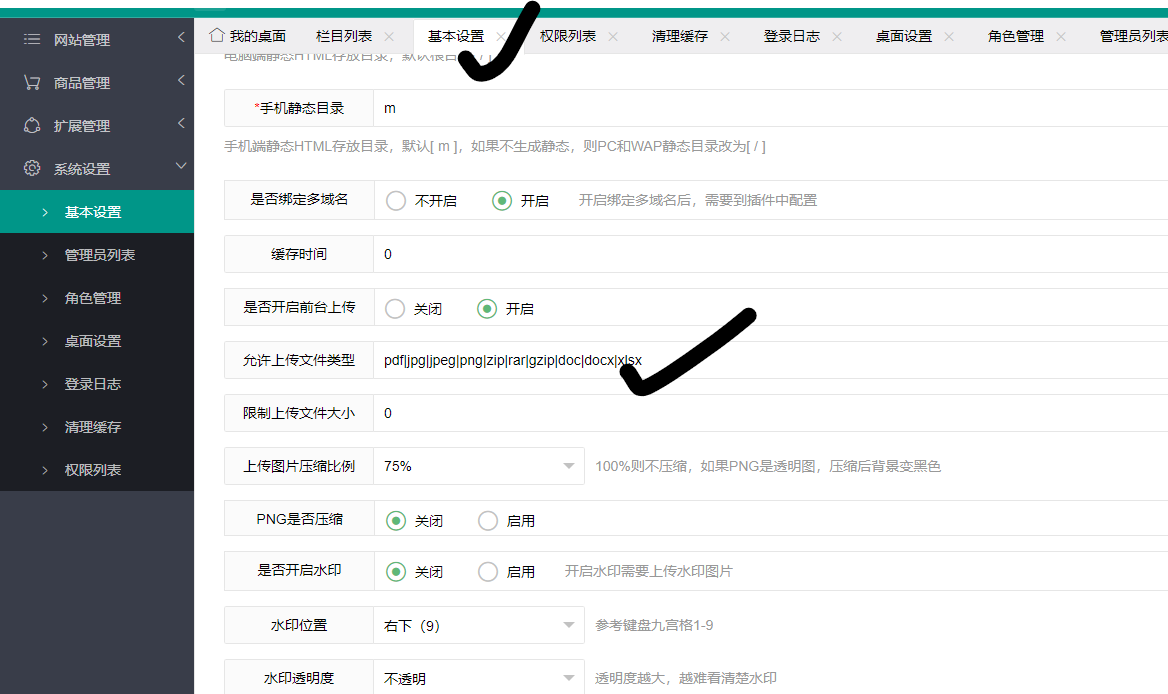 我的桌面 栏目列表 基本设置 权限列表 清理缓存 登录日志 桌面设置 角色管理 管理员列表
网站管理
商品管理
扩展管理
系统设置
基本设置
管理员列表
角色管理
桌面设置
登录日志
清理缓存
权限列表
电脑端静态HTML存放目录，默认根目 / ]
*手机静态目录 m
手机端静态HTML存放目录，默认[ m ]，如果不生成静态，则PC和WAP静态目录改为[ / ]
是否绑定多域名 不开启 开启 开启绑定多域名后，需要到插件中配置
缓存时间 0
是否开启前台上传 关闭 开启
允许上传文件类型 pdf|jpg|jpeg|png|zip|rar|gzip|doc|docx|xlsx
限制上传文件大小 0
上传图片压缩比例 75% 100%则不压缩，如果PNG是透明图，压缩后背景变黑色
PNG是否压缩 关闭 启用
是否开启水印 关闭 启用 开启水印需要上传水印图片
水印位置 右下（9） 参考键盘九宫格1-9
水印透明度 不透明 透明度越大，越难看清楚水印